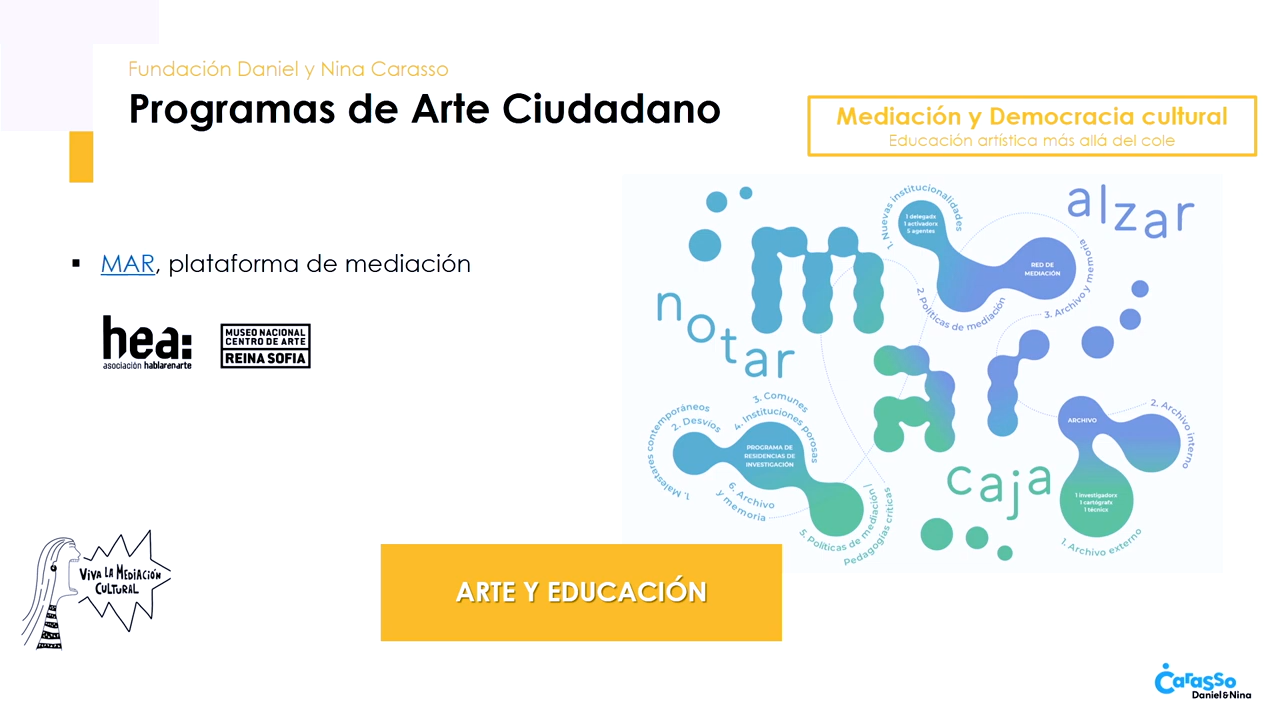 Fundación Daniel y Nina Carasso
Programas de Arte Ciudadano
Mediación y Democracia cultural
Educación artística más allá del cole
▪ MAR, plataforma de mediación
hea:
asociación hablarenarte
MUSEO NACIONAL
CENTRO DE ARTE
REINA SOFIA
notar
mar
alzar
caja
1. Nuevas institucionalidades
1 delegadx
1 activadorx
5 agentes
RED DE
MEDIACIÓN
2. Políticas de mediación
3. Archivo y memoria
1. Malestares contemporáneos
2. Desvíos
3. Comunes
4. Instituciones porosas
PROGRAMA DE
RESIDENCIAS DE
INVESTIGACIÓN
6. Archivo
y memoria
5. Políticas de mediación |
Pedagogías críticas
ARCHIVO
2. Archivo interno
1 investigadorx
1 cartógrafx
1 técnicx
1. Archivo externo
VIVA LA MEDIACIÓN
CULTURAL
ARTE Y EDUCACIÓN
Carasso
Daniel&Nina